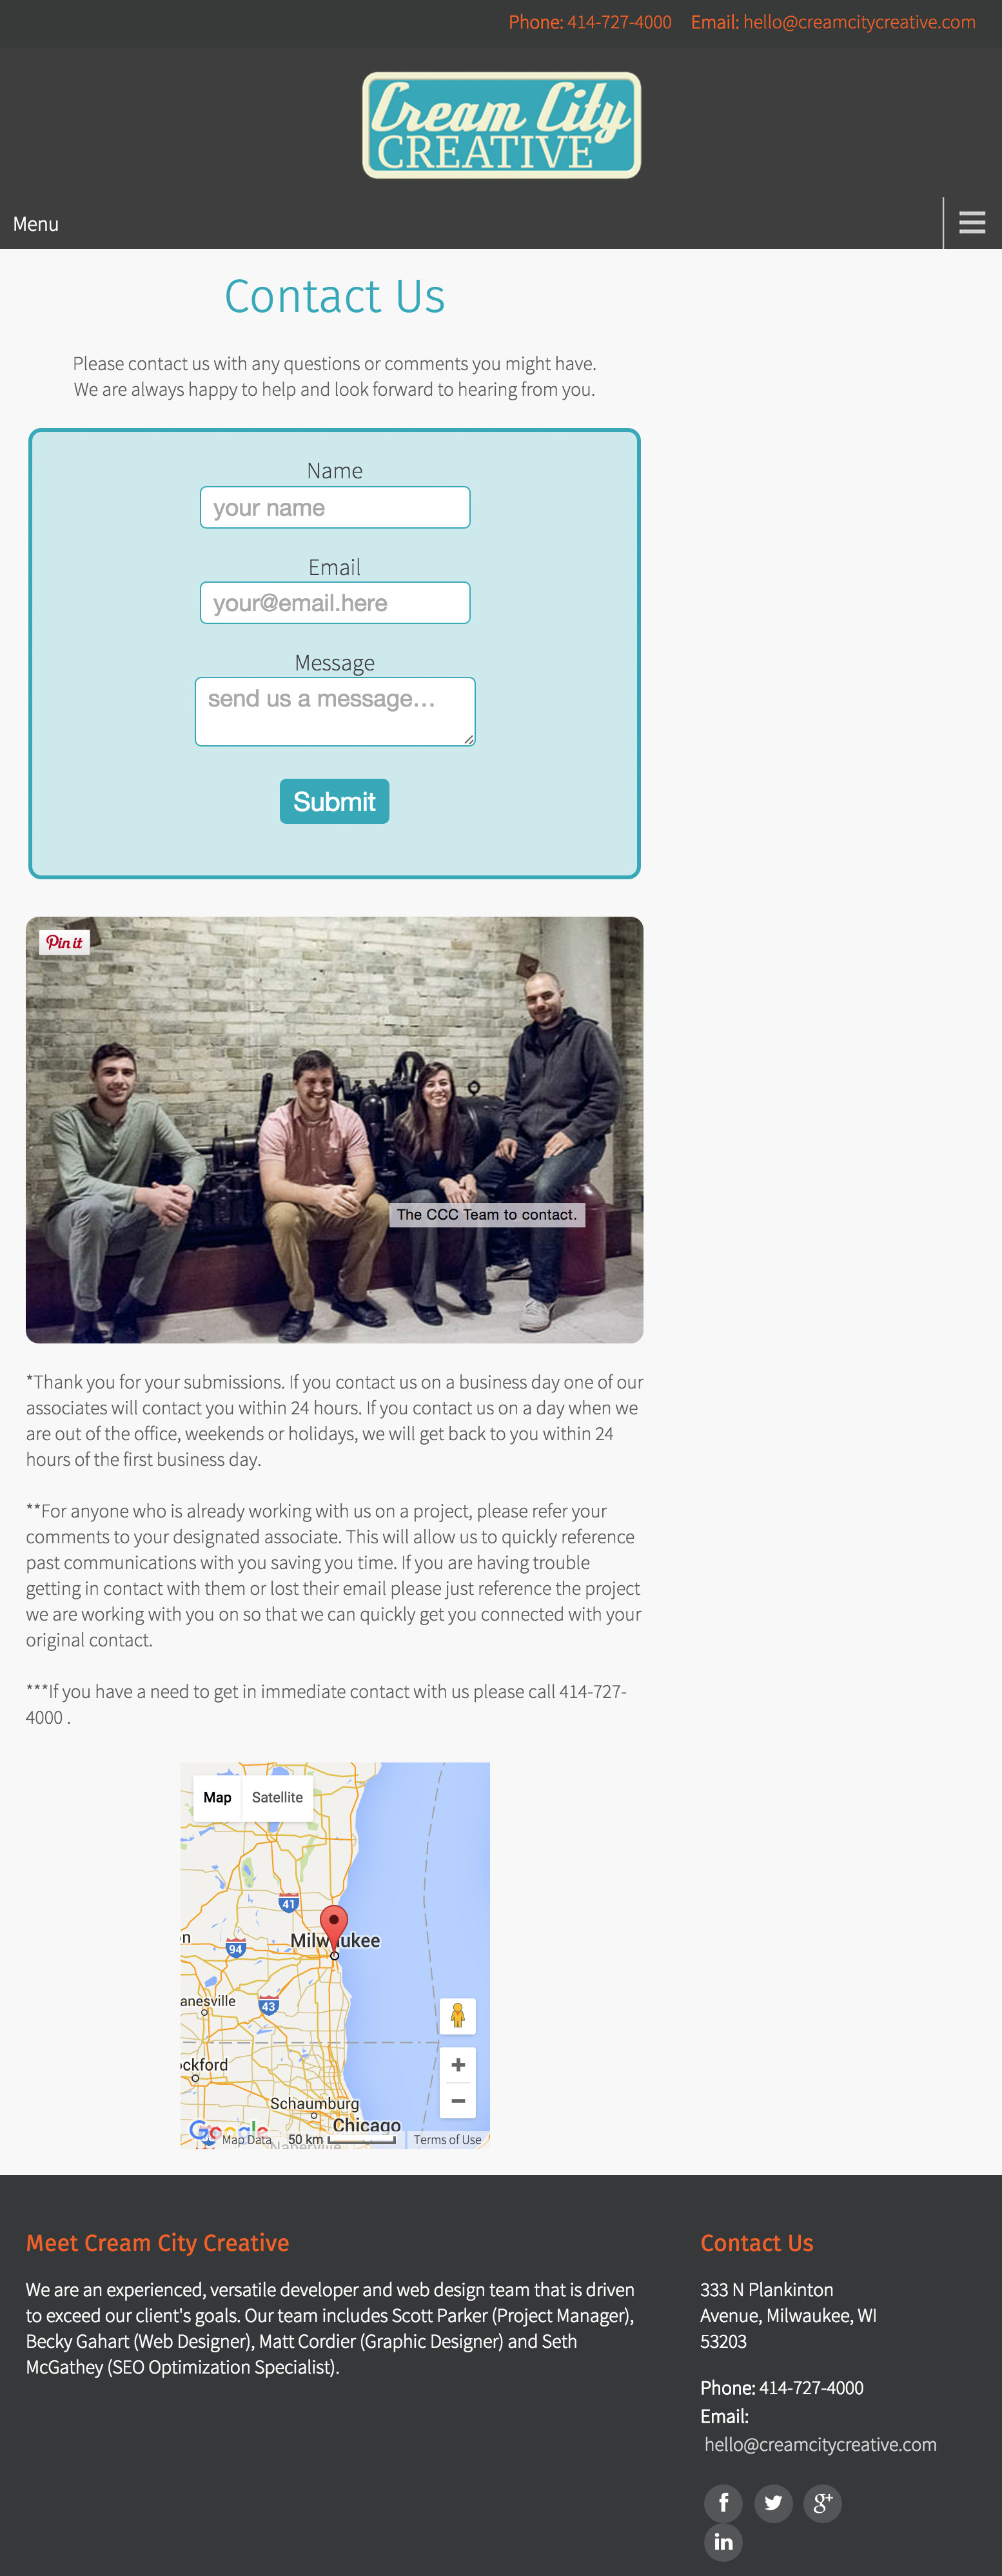 Phone: 414-727-4000 Email: hello@creamcitycreative.com
Cream City
CREATIVE
Menu
Contact Us
Please contact us with any questions or comments you might have.
We are always happy to help and look forward to hearing from you.
Name
your name
Email
your@email.here
Message
send us a message...
Submit
Pin it
The CCC Team to contact.
*Thank you for your submissions. If you contact us on a business day one of our
associates will contact you within 24 hours. If you contact us on a day when we
are out of the office, weekends or holidays, we will get back to you within 24
hours of the first business day.
**For anyone who is already working with us on a project, please refer your
comments to your designated associate. This will allow us to quickly reference
past communications with you saving you time. If you are having trouble
getting in contact with them or lost their email please just reference the project
we are working with you on so that we can quickly get you connected with your
original contact.
***If you have a need to get in immediate contact with us please call 414-727-
4000 .
Map Satellite
41
Milwaukee
94
anesville
43
ckford
Schaumburg
Chicago
Google
Map Data 50 km Terms of Use
Naperville
Meet Cream City Creative
We are an experienced, versatile developer and web design team that is driven
to exceed our client's goals. Our team includes Scott Parker (Project Manager),
Becky Gahart (Web Designer), Matt Cordier (Graphic Designer) and Seth
McGathey (SEO Optimization Specialist).
Contact Us
333 N Plankinton
Avenue, Milwaukee, WI
53203
Phone: 414-727-4000
Email:
hello@creamcitycreative.com
f g+
in